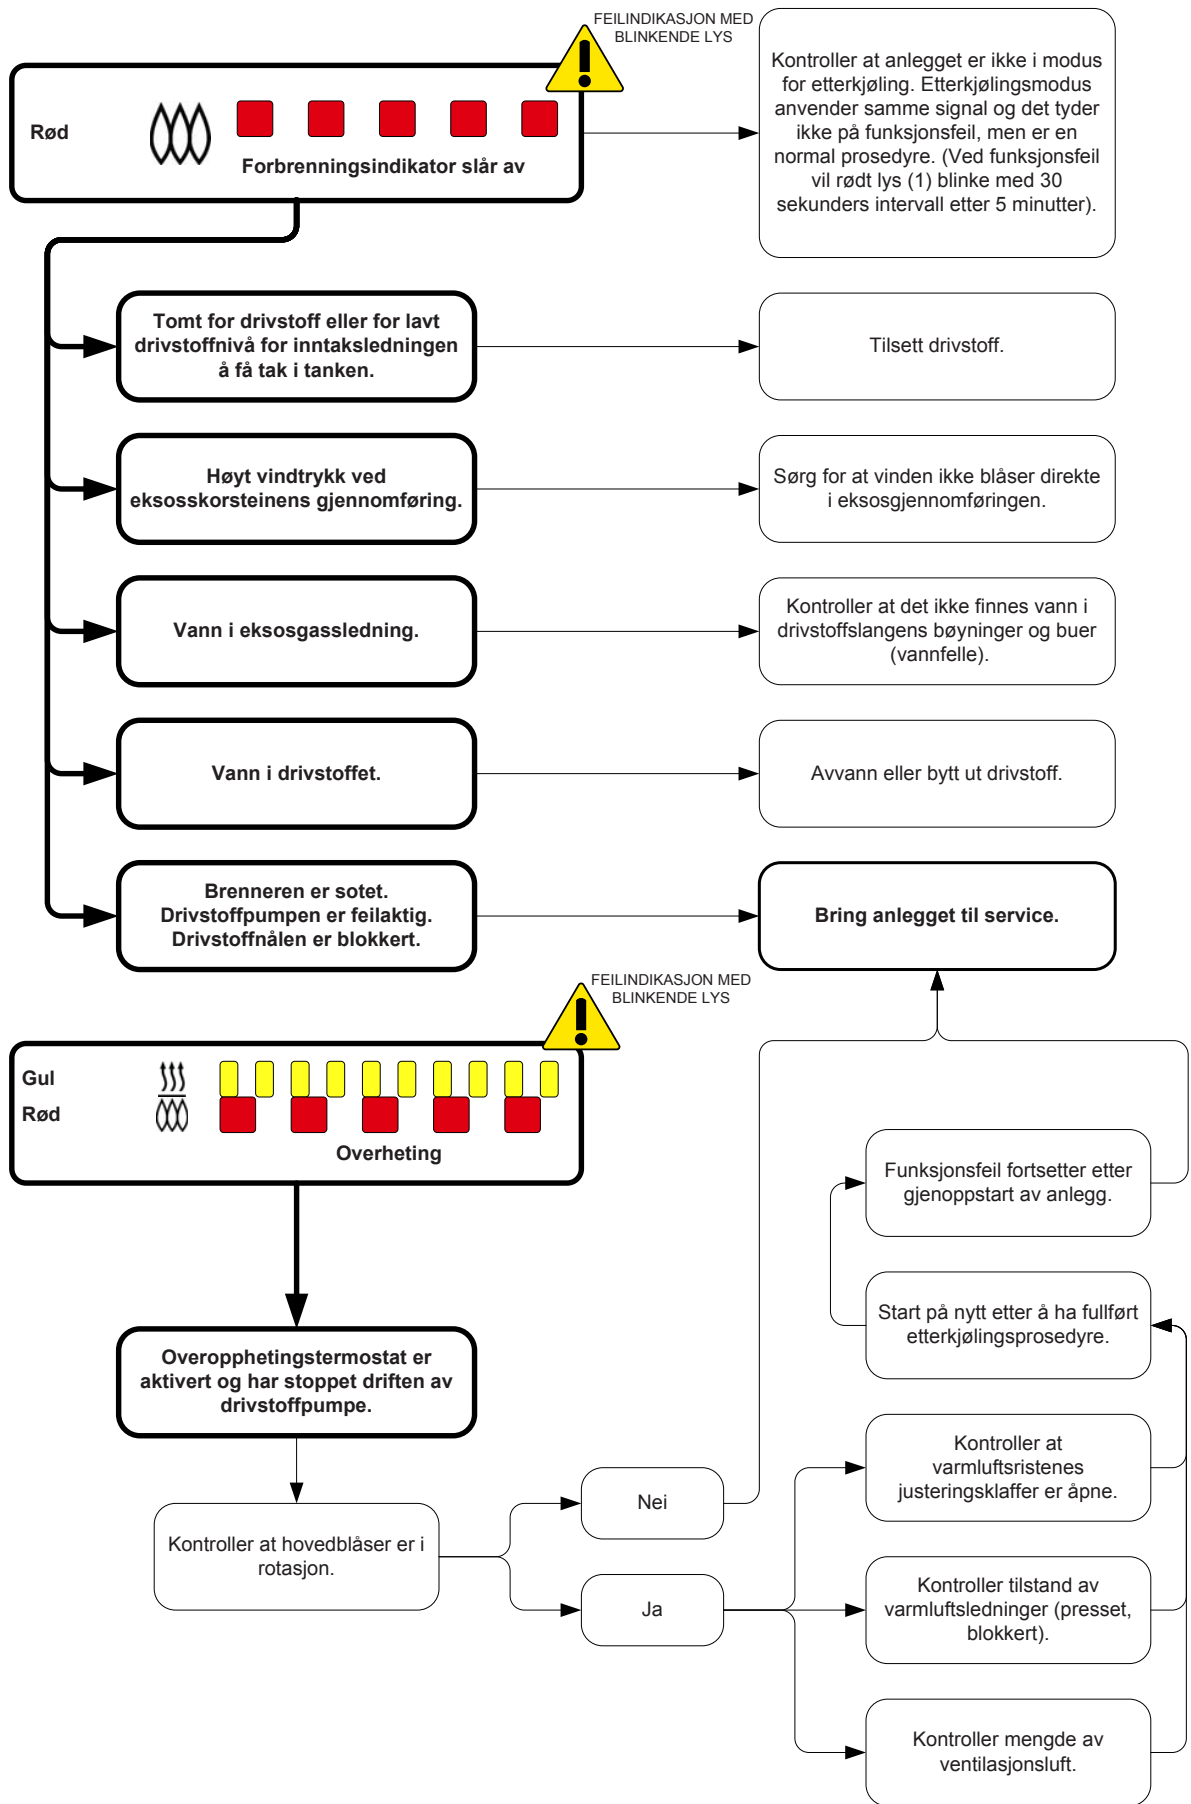 FEILINDIKASJON MED
BLINKENDE LYS
Rød
Forbrenningsindikator slår av
Kontroller at anlegget er ikke i modus
for etterkjøling. Etterkjølingsmodus
anvender samme signal og det tyder
ikke på funksjonsfeil, men er en
normal prosedyre. (Ved funksjonsfeil
vil rødt lys (1) blinke med 30
sekunders intervall etter 5 minutter).
Tomt for drivstoff eller for lavt
drivstoffnivå for inntaksledningen
å få tak i tanken.
Tilsett drivstoff.
Høyt vindtrykk ved
eksosskorsteinens gjennomføring.
Sørg for at vinden ikke blåser direkte
i eksosgjennomføringen.
Vann i eksosgassledning.
Kontroller at det ikke finnes vann i
drivstoffslangens bøyninger og buer
(vannfelle).
Vann i drivstoffet.
Avvann eller bytt ut drivstoff.
Brenneren er sotet.
Drivstoffpumpen er feilaktig.
Drivstoffnålen er blokkert.
Bring anlegget til service.
FEILINDIKASJON MED
BLINKENDE LYS
Gul
Rød
Overheting
Funksjonsfeil fortsetter etter
gjenoppstart av anlegg.
Start på nytt etter å ha fullført
etterkjølingsprosedyre.
Overopphetingstermostat er
aktivert og har stoppet driften av
drivstoffpumpe.
Kontroller at
varmluftsristenes
justeringsklaffer er åpne.
Nei
Kontroller at hovedblåser er i
rotasjon.
Ja
Kontroller tilstand av
varmluftsledninger (presset,
blokkert).
Kontroller mengde av
ventilasjonsluft.